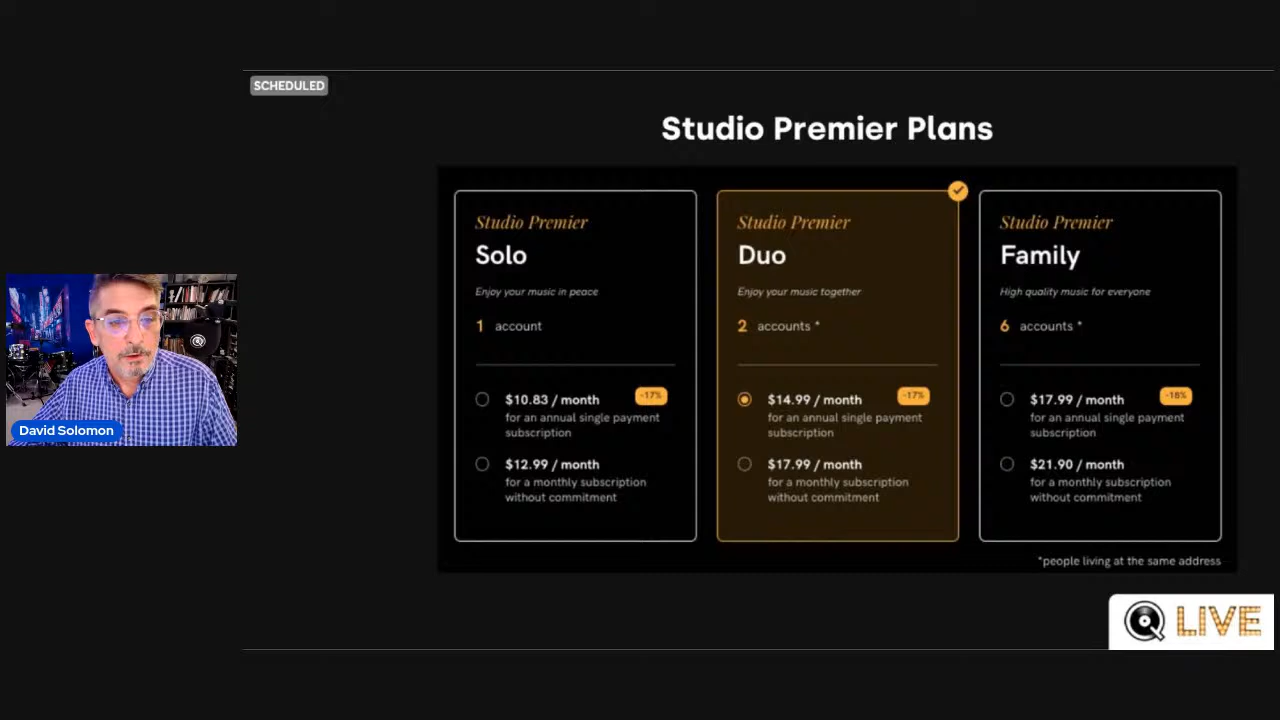 SCHEDULED
Studio Premier Plans
Studio Premier
Solo
Enjoy your music in peace
1 account
$10.83 / month
-17%
for an annual single payment
subscription
$12.99 / month
for a monthly subscription
without commitment
Studio Premier
Duo
Enjoy your music together
2 accounts *
$14.99 / month
-17%
for an annual single payment
subscription
$17.99 / month
for a monthly subscription
without commitment
Studio Premier
Family
High quality music for everyone
6 accounts *
$17.99 / month
-18%
for an annual single payment
subscription
$21.90 / month
for a monthly subscription
without commitment
*people living at the same address
David Solomon
LIVE